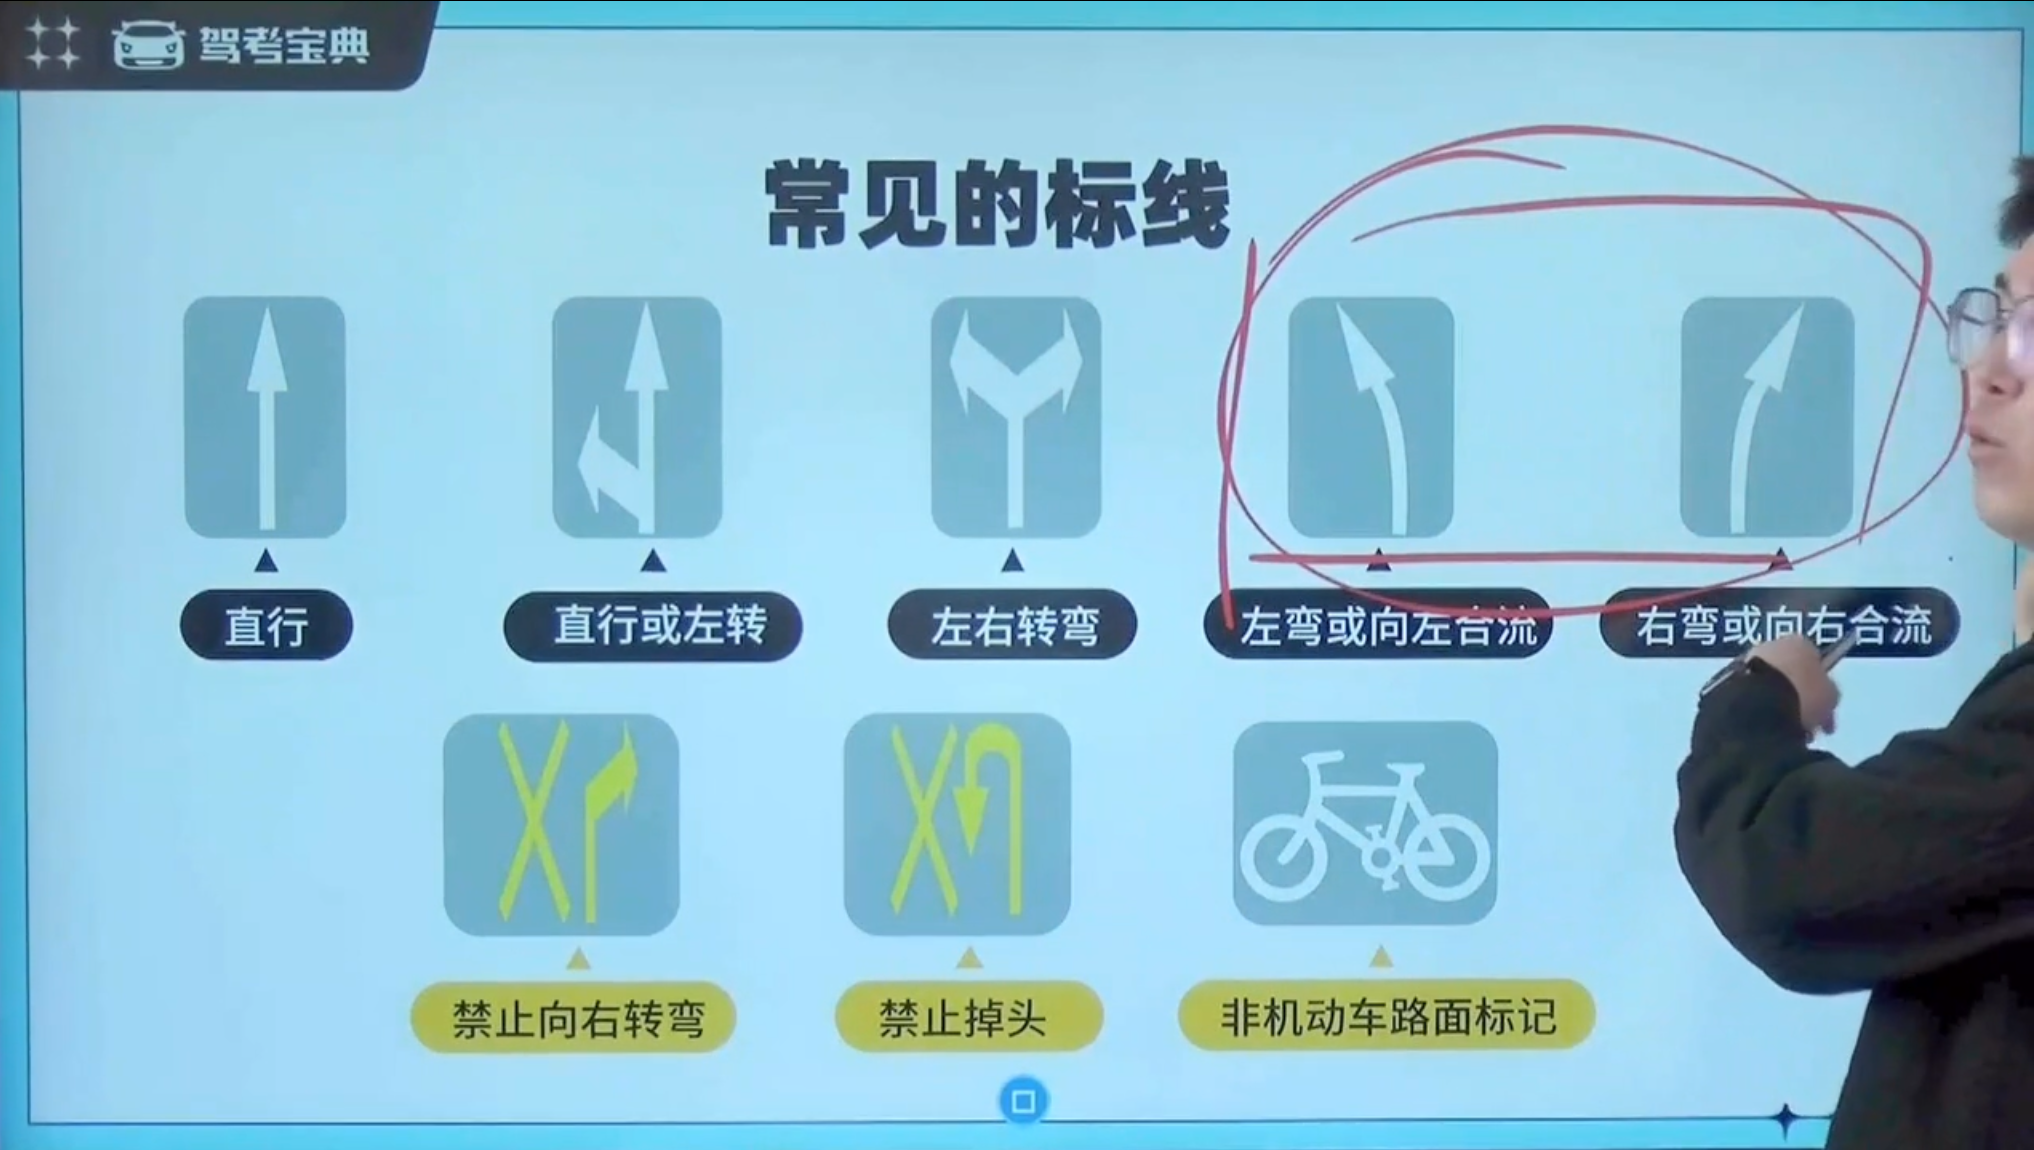 驾考宝典
常见的标线
直行
直行或左转
左右转弯
左弯或向左合流
右弯或向右合流
禁止向右转弯
禁止掉头
非机动车路面标记